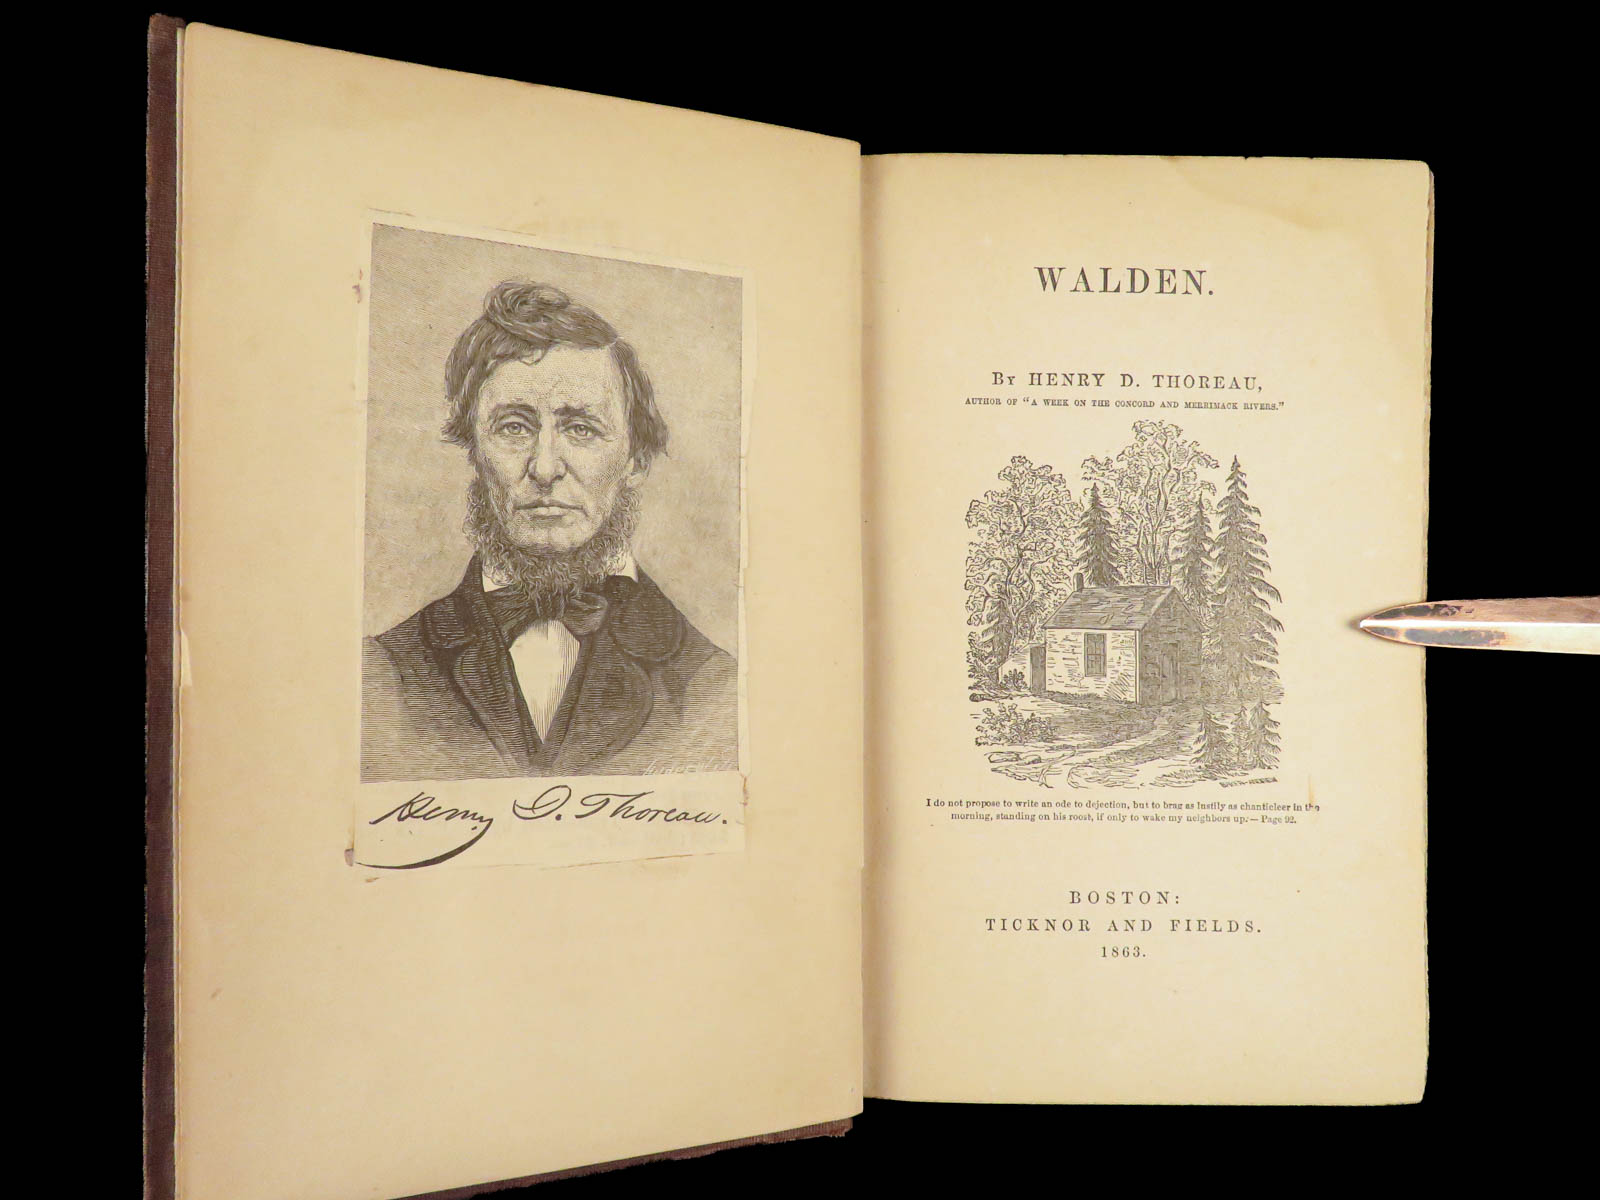 Henry D. Thoreau.
WALDEN.
BY HENRY D. THOREAU,
AUTHOR OF "A WEEK ON THE CONCORD AND MERRIMACK RIVERS."
I do not propose to write an ode to dejection, but to brag as lustily as chanticleer in the
morning, standing on his roost, if only to wake my neighbors up.—Page 92.
BOSTON:
TICKNOR AND FIELDS.
1863.